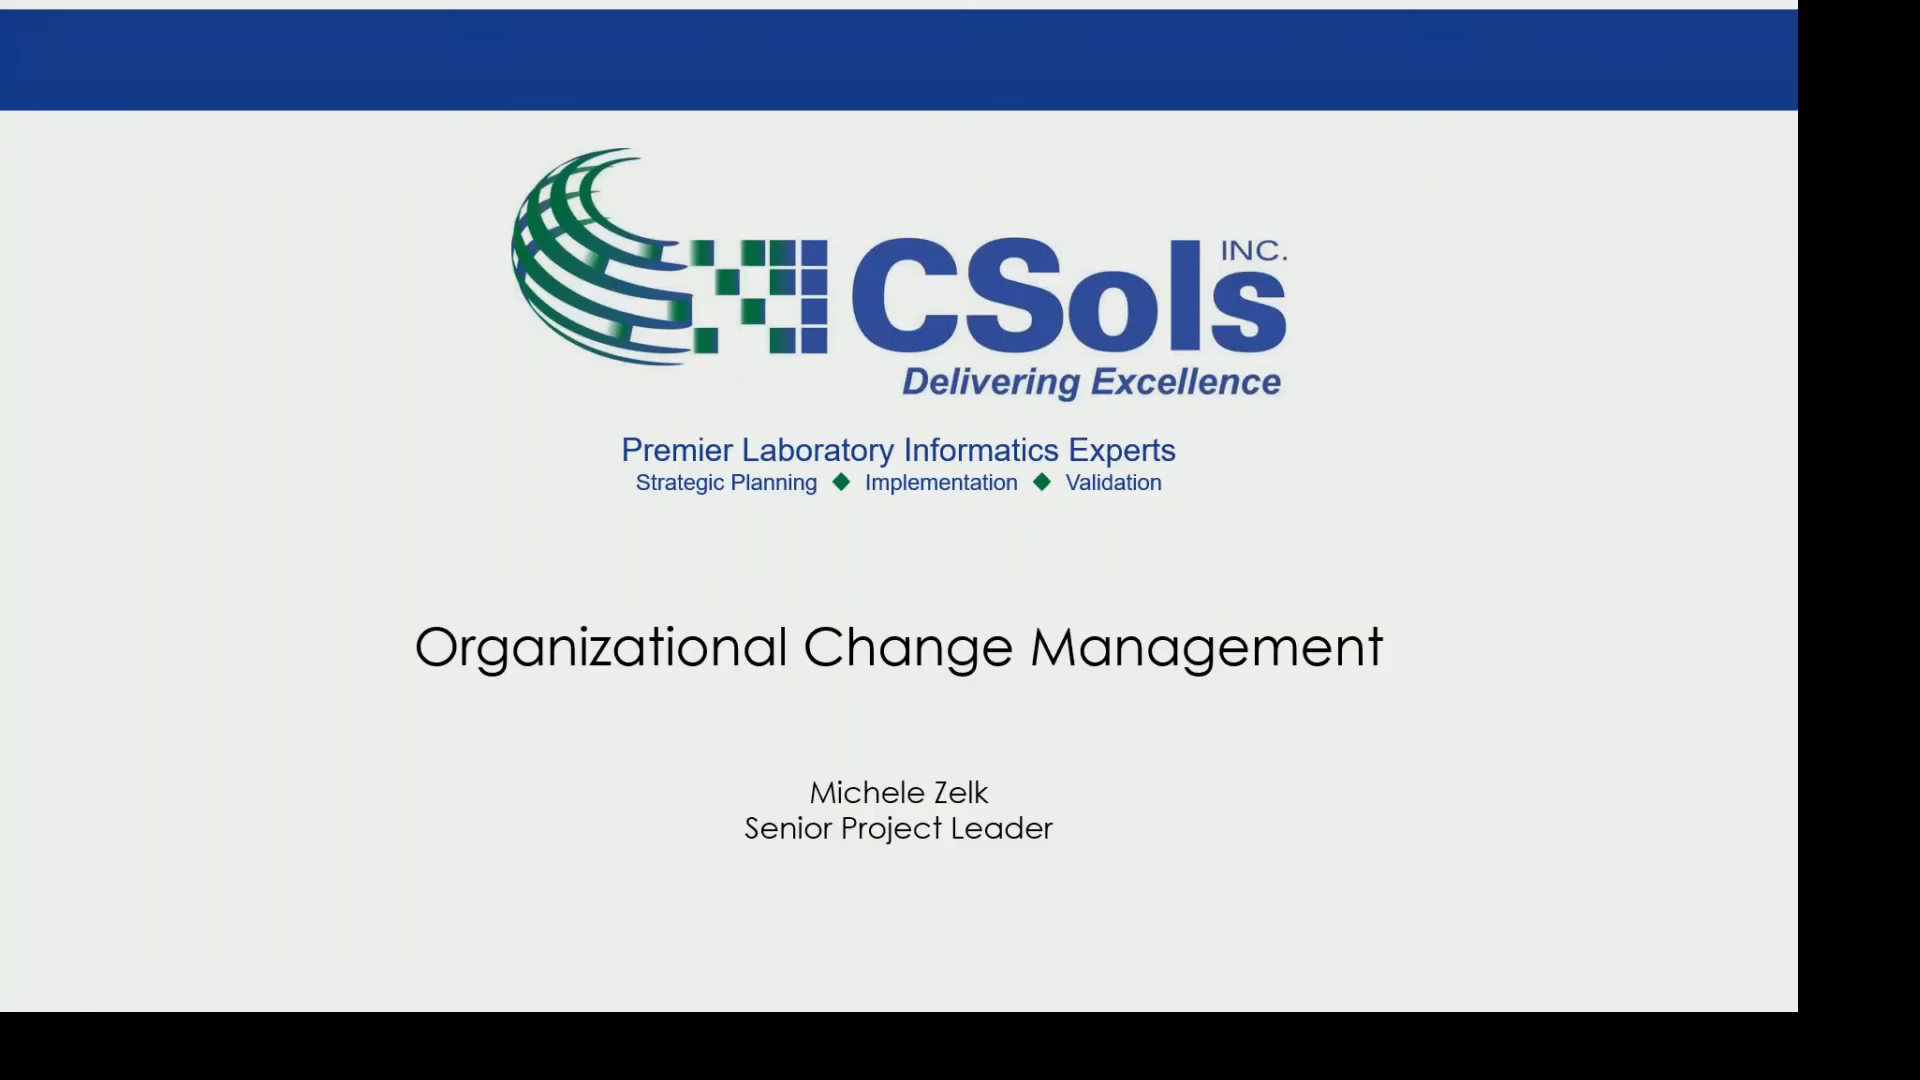 CSols INC.
Delivering Excellence
Premier Laboratory Informatics Experts
Strategic Planning ◆ Implementation ◆ Validation
Organizational Change Management
Michele Zelk
Senior Project Leader